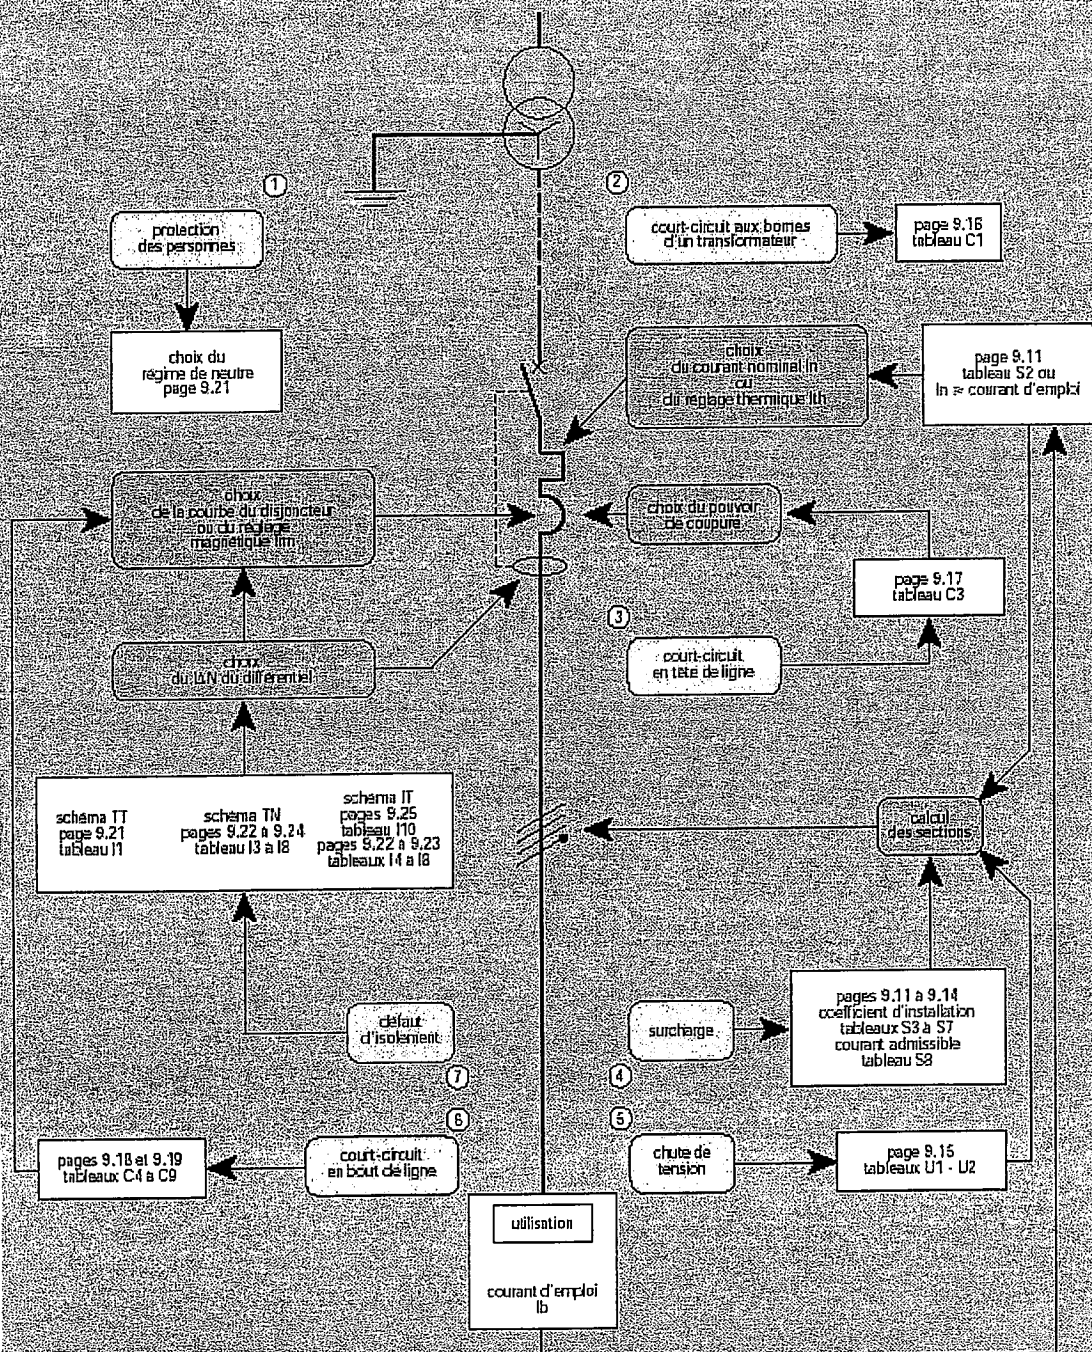 1
protection
des personnes
choix du
régime de neutre
page 9.21
2
court-circuit aux bornes
d'un transformateur
page 9.16
tableau C1
choix
du courant nominal In
ou
du réglage thermique Ith
page 9.11
tableau S2 ou
In ≈ courant d'emploi
choix
de la courbe du disjoncteur
ou du réglage
magnétique Im
choix du pouvoir
de coupure
page 9.17
tableau C3
3
court-circuit
en tête de ligne
choix
du I∆N du différentiel
schéma TT
page 9.21
tableau I1
schéma TN
pages 9.22 à 9.24
tableau I3 à I8
schéma IT
pages 9.25
tableau I10
pages 9.22 à 9.23
tableaux I4 à I8
calcul
des sections
défaut
d'isolement
7
surcharge
4
pages 9.11 à 9.14
coefficient d'installation
tableaux S3 à S7
courant admissible
tableau S8
6
court-circuit
en bout de ligne
pages 9.18 et 9.19
tableaux C4 à C9
5
chute de
tension
page 9.15
tableaux U1 - U2
utilisation
courant d'emploi
Ib